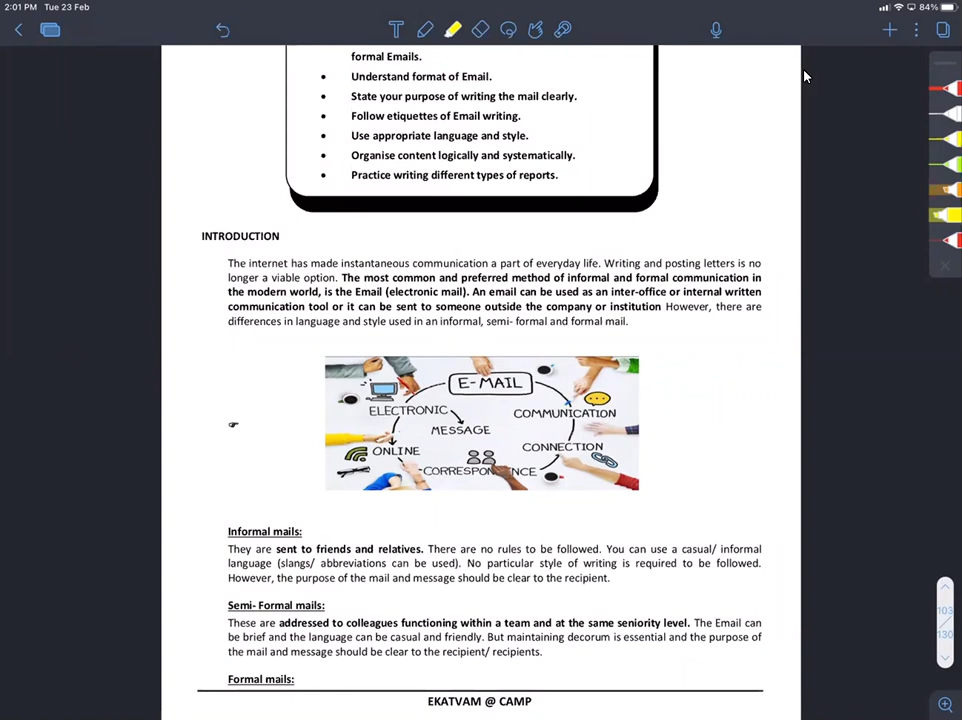 2:01 PM Tue 23 Feb
84%
formal Emails.
• Understand format of Email.
• State your purpose of writing the mail clearly.
• Follow etiquettes of Email writing.
• Use appropriate language and style.
• Organise content logically and systematically.
• Practice writing different types of reports.
INTRODUCTION
The internet has made instantaneous communication a part of everyday life. Writing and posting letters is no
longer a viable option. The most common and preferred method of informal and formal communication in
the modern world, is the Email (electronic mail). An email can be used as an inter-office or internal written
communication tool or it can be sent to someone outside the company or institution However, there are
differences in language and style used in an informal, semi- formal and formal mail.
E-MAIL
ELECTRONIC
COMMUNICATION
MESSAGE
ONLINE
CONNECTION
CORRESPONDENCE
Informal mails:
They are sent to friends and relatives. There are no rules to be followed. You can use a casual/ informal
language (slangs/ abbreviations can be used). No particular style of writing is required to be followed.
However, the purpose of the mail and message should be clear to the recipient.
Semi- Formal mails:
These are addressed to colleagues functioning within a team and at the same seniority level. The Email can
be brief and the language can be casual and friendly. But maintaining decorum is essential and the purpose of
the mail and message should be clear to the recipient/ recipients.
Formal mails:
EKATVAM @ CAMP
103
130